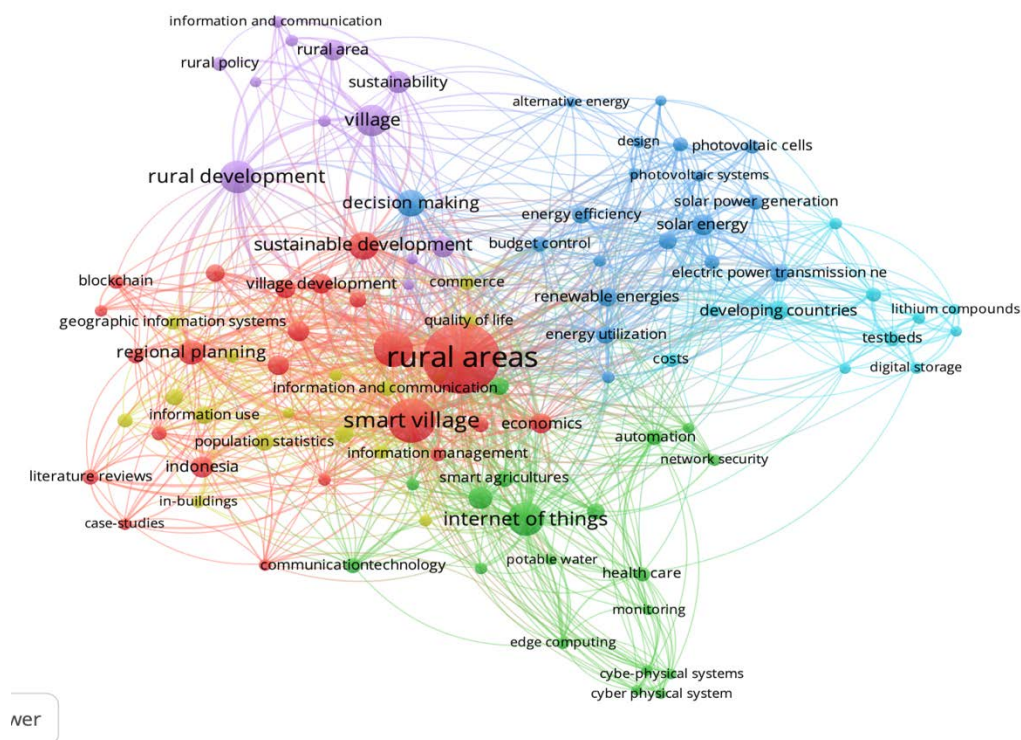 information and communication
rural area
rural policy
sustainability
alternative energy
village
design
photovoltaic cells
rural development
photovoltaic systems
decision making
solar power generation
energy efficiency
solar energy
sustainable development
budget control
blockchain
village development
commerce
electric power transmission ne
renewable energies
geographic information systems
quality of life
developing countries
lithium compounds
energy utilization
testbeds
regional planning
rural areas
costs
digital storage
information and communication
information use
smart village
economics
population statistics
automation
information management
network security
literature reviews
indonesia
smart agricultures
in-buildings
case-studies
internet of things
communicationtechnology
potable water
health care
monitoring
edge computing
cybe-physical systems
cyber physical system
wer